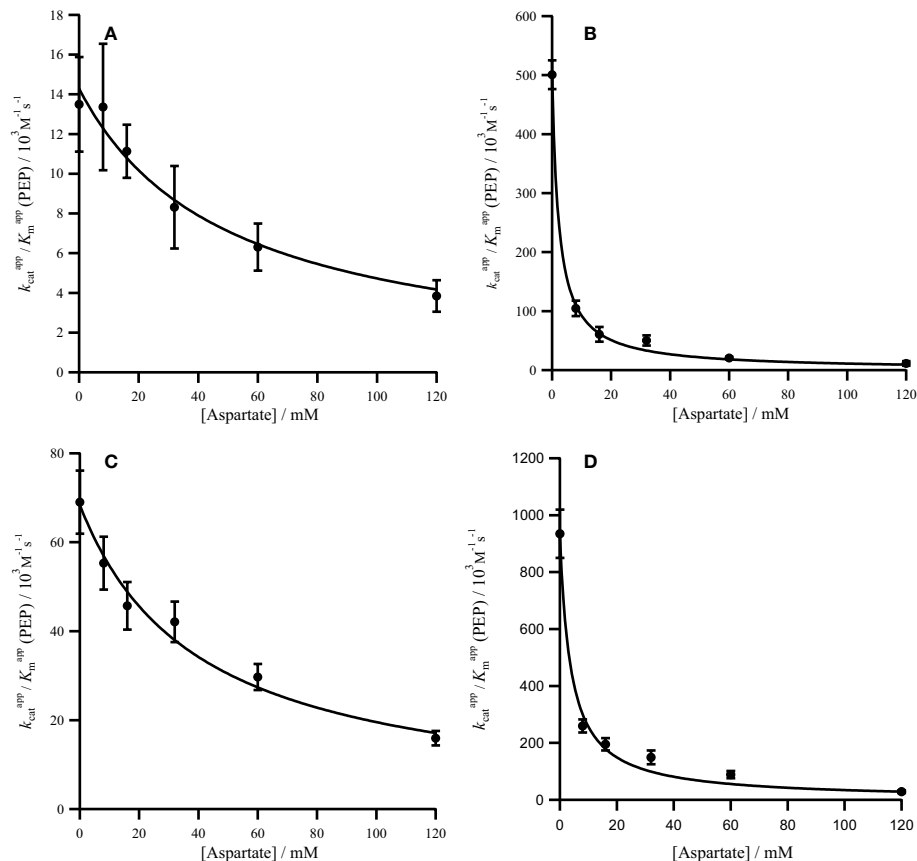 A
18
16
14
12
10
8
6
4
2
0
k_cat^app / K_m^app (PEP) / 10^3 M^-1 s^-1
0 20 40 60 80 100 120
[Aspartate] / mM
B
600
500
400
300
200
100
0
k_cat^app / K_m^app (PEP) / 10^3 M^-1 s^-1
0 20 40 60 80 100 120
[Aspartate] / mM
C
80
60
40
20
0
k_cat^app / K_m^app (PEP) / 10^3 M^-1 s^-1
0 20 40 60 80 100 120
[Aspartate] / mM
D
1200
1000
800
600
400
200
0
k_cat^app / K_m^app (PEP) / 10^3 M^-1 s^-1
0 20 40 60 80 100 120
[Aspartate] / mM